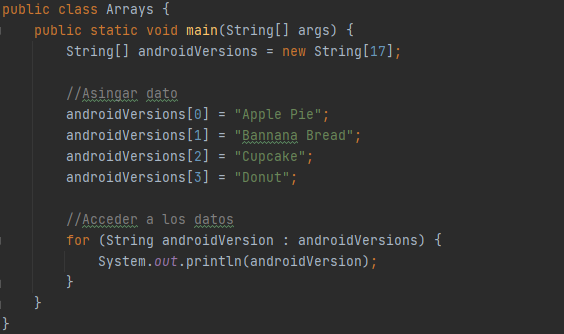 public class Arrays {
public static void main(String[] args) {
String[] androidVersions = new String[17];
//Asingar dato
androidVersions[0] = "Apple Pie";
androidVersions[1] = "Bannana Bread";
androidVersions[2] = "Cupcake";
androidVersions[3] = "Donut";
//Acceder a los datos
for (String androidVersion : androidVersions) {
System.out.println(androidVersion);
}
}
}